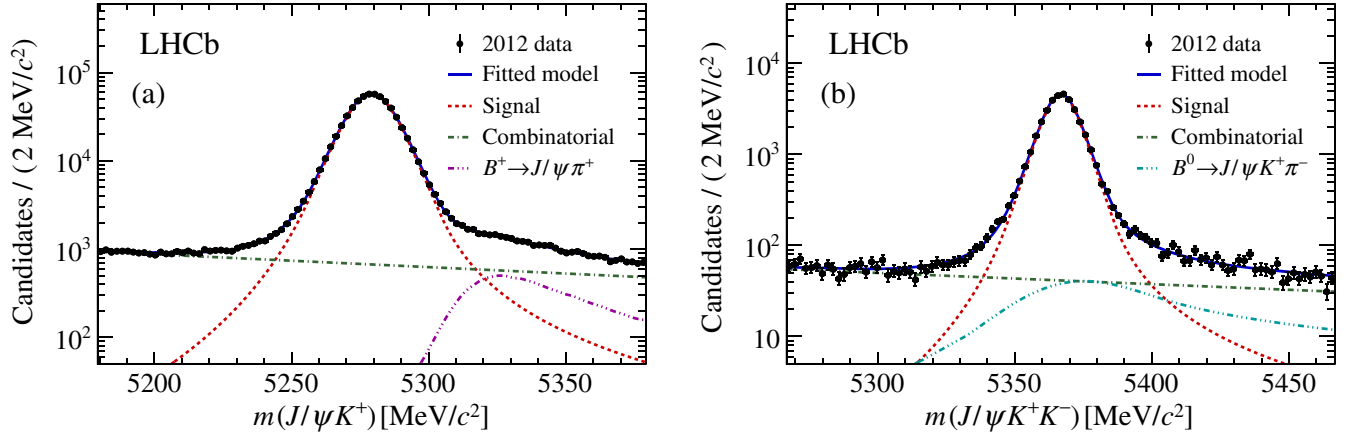 LHCb
(a)
2012 data
Fitted model
Signal
Combinatorial
B⁺→J/ψπ⁺
Candidates / (2 MeV/c²)
10⁵
10⁴
10³
10²
5200 5250 5300 5350
m(J/ψK⁺) [MeV/c²]
LHCb
(b)
2012 data
Fitted model
Signal
Combinatorial
B⁰→J/ψK⁺π⁻
Candidates / (2 MeV/c²)
10⁴
10³
10²
10
5300 5350 5400 5450
m(J/ψK⁺K⁻) [MeV/c²]